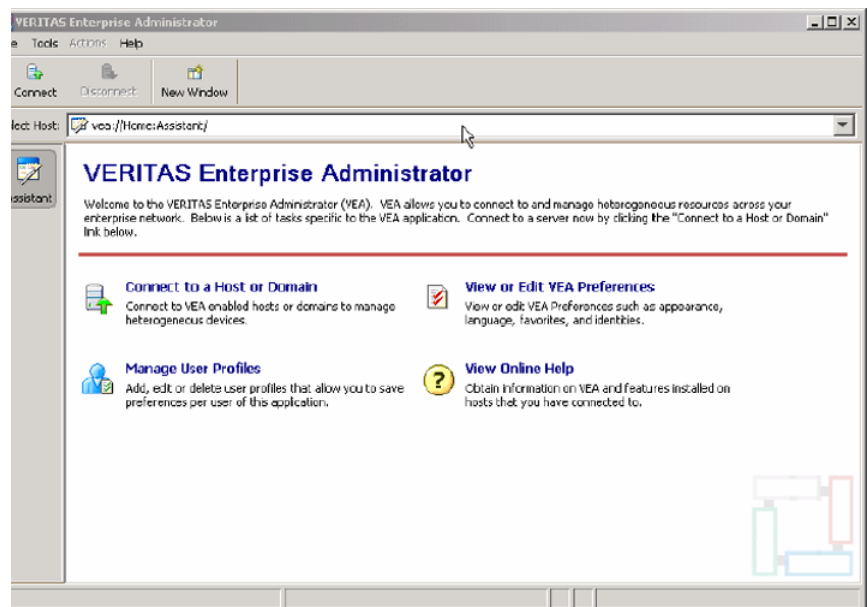 VERITAS Enterprise Administrator
e Tools Actions Help
Connect Disconnect New Window
lect Host: vea://Home:Assistant/
ssistant
VERITAS Enterprise Administrator
Welcome to the VERITAS Enterprise Administrator (VEA). VEA allows you to connect to and manage heterogeneous resources across your
enterprise network. Below is a list of tasks specific to the VEA application. Connect to a server now by clicking the "Connect to a Host or Domain"
link below.
Connect to a Host or Domain
Connect to VEA enabled hosts or domains to manage
heterogeneous devices.
View or Edit VEA Preferences
View or edit VEA Preferences such as appearance,
language, favorites, and identities.
Manage User Profiles
Add, edit or delete user profiles that allow you to save
preferences per user of this application.
View Online Help
Obtain information on VEA and features installed on
hosts that you have connected to.